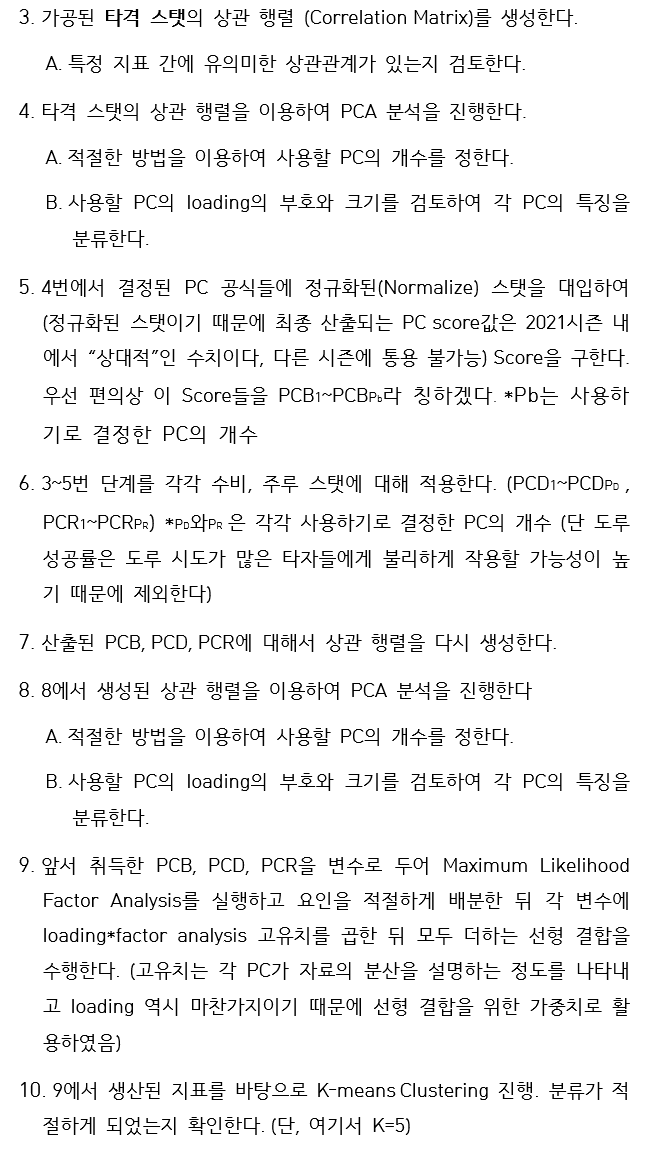 3. 가공된 타격 스탯의 상관 행렬 (Correlation Matrix)를 생성한다.
A. 특정 지표 간에 유의미한 상관관계가 있는지 검토한다.
4. 타격 스탯의 상관 행렬을 이용하여 PCA 분석을 진행한다.
A. 적절한 방법을 이용하여 사용할 PC의 개수를 정한다.
B. 사용할 PC의 loading의 부호와 크기를 검토하여 각 PC의 특징을
분류한다.
5. 4번에서 결정된 PC 공식들에 정규화된(Normalize) 스탯을 대입하여
(정규화된 스탯이기 때문에 최종 산출되는 PC score값은 2021시즌 내
에서 “상대적”인 수치이다, 다른 시즌에 통용 불가능) Score을 구한다.
우선 편의상 이 Score들을 PCB1~PCBPb라 칭하겠다. *Pb는 사용하
기로 결정한 PC의 개수
6. 3~5번 단계를 각각 수비, 주루 스탯에 대해 적용한다. (PCD1~PCDPD ,
PCR1~PCRPR) *PD와PR 은 각각 사용하기로 결정한 PC의 개수 (단 도루
성공률은 도루 시도가 많은 타자들에게 불리하게 작용할 가능성이 높
기 때문에 제외한다)
7. 산출된 PCB, PCD, PCR에 대해서 상관 행렬을 다시 생성한다.
8. 8에서 생성된 상관 행렬을 이용하여 PCA 분석을 진행한다
A. 적절한 방법을 이용하여 사용할 PC의 개수를 정한다.
B. 사용할 PC의 loading의 부호와 크기를 검토하여 각 PC의 특징을
분류한다.
9. 앞서 취득한 PCB, PCD, PCR을 변수로 두어 Maximum Likelihood
Factor Analysis를 실행하고 요인을 적절하게 배분한 뒤 각 변수에
loading*factor analysis 고유치를 곱한 뒤 모두 더하는 선형 결합을
수행한다. (고유치는 각 PC가 자료의 분산을 설명하는 정도를 나타내
고 loading 역시 마찬가지이기 때문에 선형 결합을 위한 가중치로 활
용하였음)
10. 9에서 생산된 지표를 바탕으로 K-means Clustering 진행. 분류가 적
절하게 되었는지 확인한다. (단, 여기서 K=5)